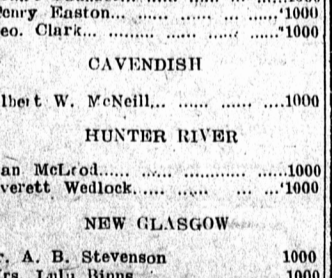 enry Easton... ...... ...... ... ......'1000
eo. Clark... ...... ...... ...... ......"1000
CAVENDISH
lbert W. McNeill... ...... ...... ....1000
HUNTER RIVER
an McLeod...... ... ............ ......1000
verett Wedlock..... ...... ... ... ...'1000
NEW GLASGOW
r. A. B. Stevenson 1000
rs. Lulu Binns 1000